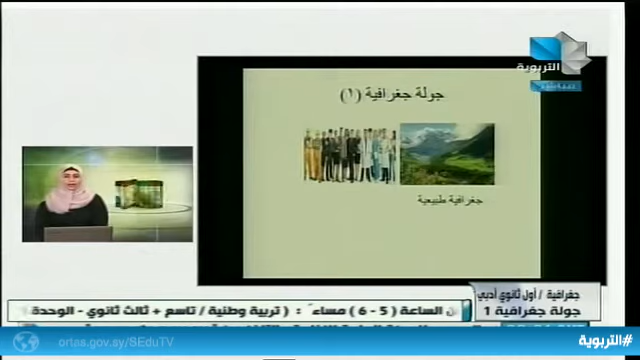 التربوية
مباشر
جولة جغرافية (١)
جغرافية طبيعية
جغرافية / أول ثانوي أدبي
جولة جغرافية 1
الساعة (5 - 6) مساءً : ( تربية وطنية / تاسع + ثالث ثانوي - الوحدة
ortas.gov.sy/SEduTV
#التربوية